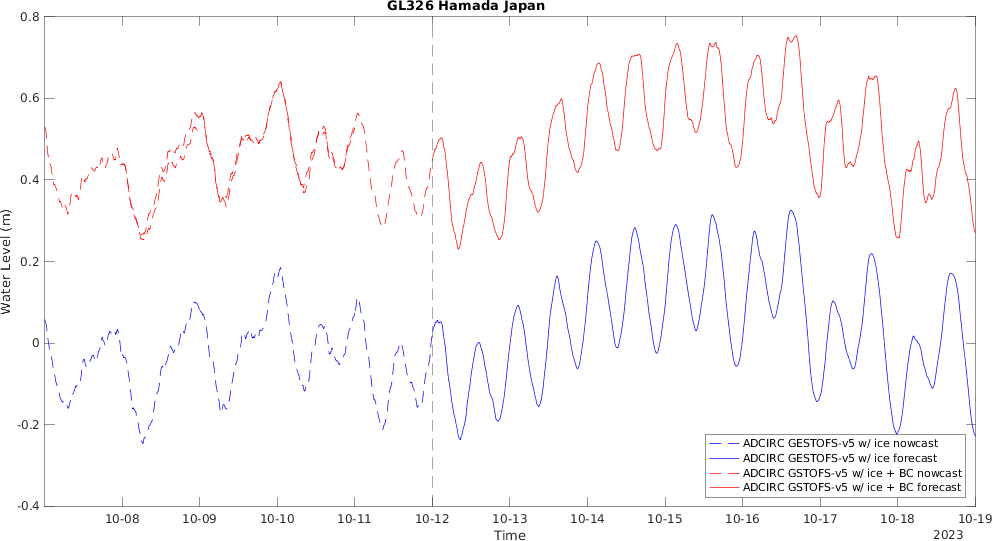 GL326 Hamada Japan
0.8
0.6
0.4
0.2
0
-0.2
-0.4
Water Level (m)
ADCIRC GESTOFS-v5 w/ ice nowcast
ADCIRC GESTOFS-v5 w/ ice forecast
ADCIRC GSTOFS-v5 w/ ice + BC nowcast
ADCIRC GSTOFS-v5 w/ ice + BC forecast
10-08 10-09 10-10 10-11 10-12 10-13 10-14 10-15 10-16 10-17 10-18 10-19
Time
2023